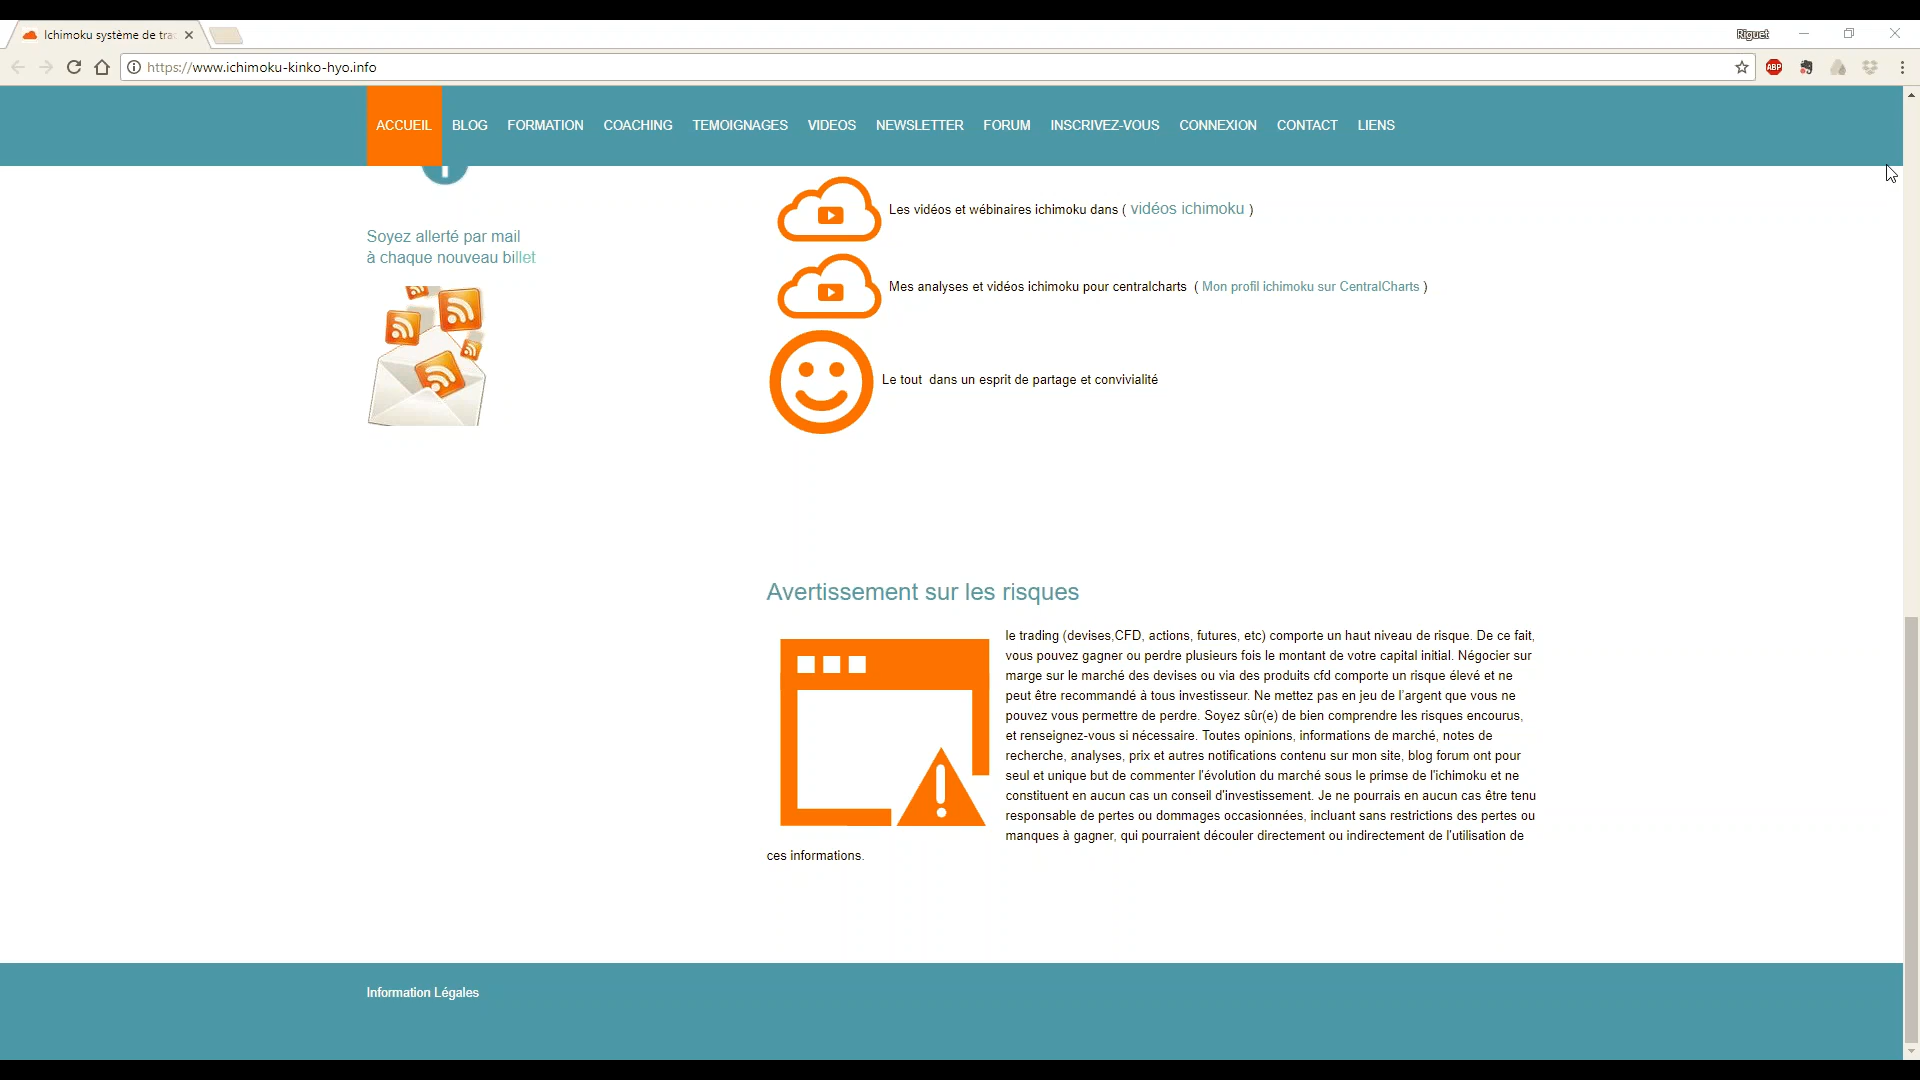 Ichimoku système de tra
Riguet
https://www.ichimoku-kinko-hyo.info
ABP
ACCUEIL BLOG FORMATION COACHING TEMOIGNAGES VIDEOS NEWSLETTER FORUM INSCRIVEZ-VOUS CONNEXION CONTACT LIENS
Soyez allerté par mail
à chaque nouveau billet
Les vidéos et wébinaires ichimoku dans ( vidéos ichimoku )
Mes analyses et vidéos ichimoku pour centralcharts ( Mon profil ichimoku sur CentralCharts )
Le tout dans un esprit de partage et convivialité
Avertissement sur les risques
le trading (devises,CFD, actions, futures, etc) comporte un haut niveau de risque. De ce fait,
vous pouvez gagner ou perdre plusieurs fois le montant de votre capital initial. Négocier sur
marge sur le marché des devises ou via des produits cfd comporte un risque élevé et ne
peut être recommandé à tous investisseur. Ne mettez pas en jeu de l'argent que vous ne
pouvez vous permettre de perdre. Soyez sûr(e) de bien comprendre les risques encourus,
et renseignez-vous si nécessaire. Toutes opinions, informations de marché, notes de
recherche, analyses, prix et autres notifications contenu sur mon site, blog forum ont pour
seul et unique but de commenter l'évolution du marché sous le primse de l'ichimoku et ne
constituent en aucun cas un conseil d'investissement. Je ne pourrais en aucun cas être tenu
responsable de pertes ou dommages occasionnées, incluant sans restrictions des pertes ou
manques à gagner, qui pourraient découler directement ou indirectement de l'utilisation de
ces informations.
Information Légales